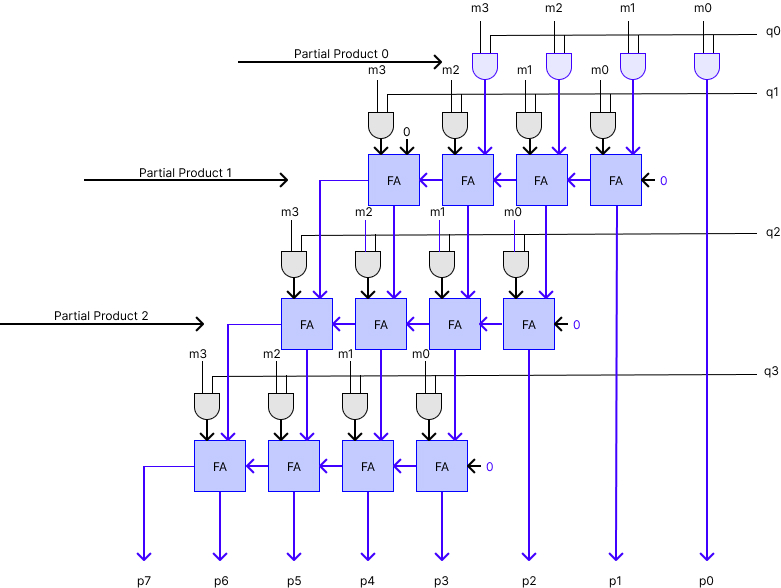 m3 m2 m1 m0
q0
Partial Product 0
m3 m2 m1 m0
q1
0
Partial Product 1
FA FA FA FA 0
m3 m2 m1 m0
q2
Partial Product 2
FA FA FA FA 0
m3 m2 m1 m0
q3
FA FA FA FA 0
p7 p6 p5 p4 p3 p2 p1 p0